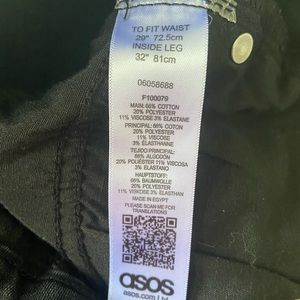 TO FIT WAIST
29" 72.5cm
INSIDE LEG
32" 81cm
06058688
F100079
MAIN: 66% COTTON
20% POLYESTER
11% VISCOSE 3% ELASTANE
PRINCIPAL: 66% COTON
20% POLYESTER
11% VISCOSE 3% ELASTHANNE
TEJIDO PRINCIPAL:
66% ALGODÓN
20% POLIÉSTER 11% VISCOSA
3% ELASTANO
HAUPTSTOFF:
66% BAUMWOLLE
20% POLYESTER
11% VISKOSE 3% ELASTHAN
MADE IN EGYPT
PLEASE SCAN ME FOR
TRANSLATIONS
asos
asos.com Ltd